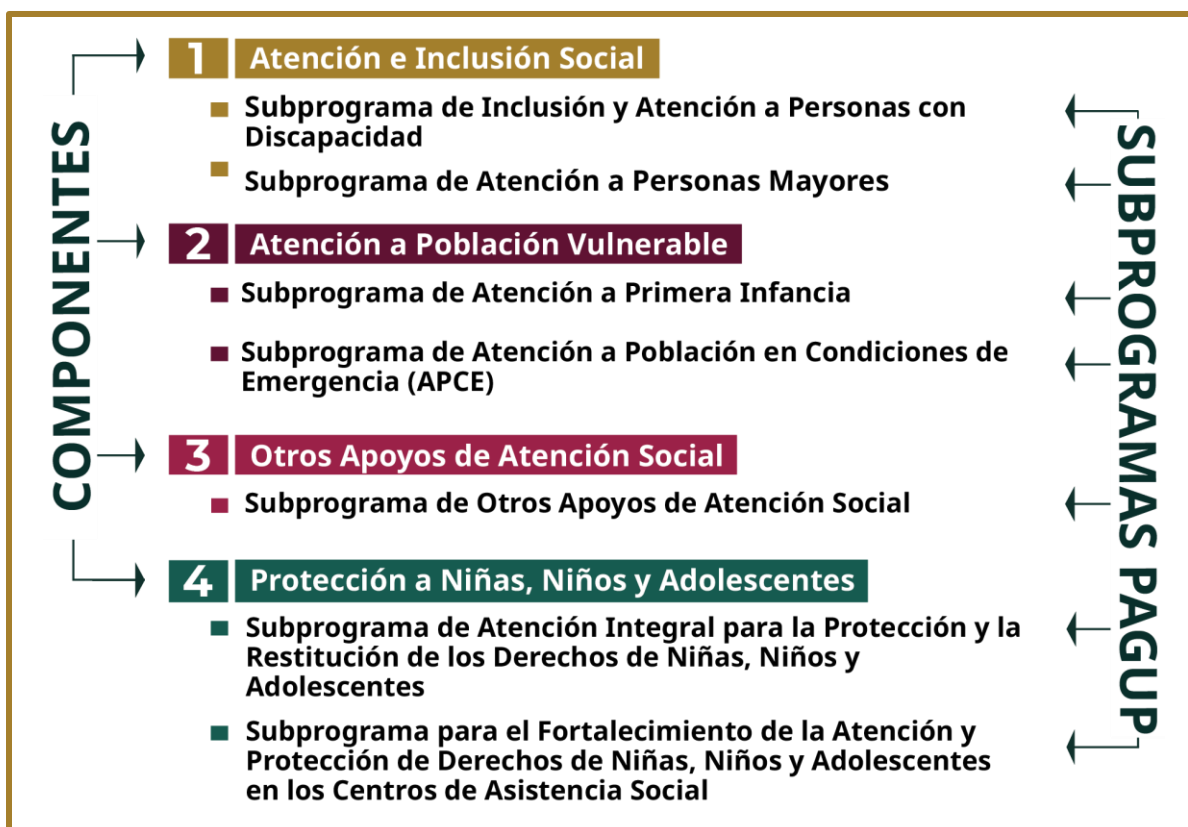 COMPONENTES
1 Atención e Inclusión Social
Subprograma de Inclusión y Atención a Personas con
Discapacidad
Subprograma de Atención a Personas Mayores
2 Atención a Población Vulnerable
Subprograma de Atención a Primera Infancia
Subprograma de Atención a Población en Condiciones de
Emergencia (APCE)
3 Otros Apoyos de Atención Social
Subprograma de Otros Apoyos de Atención Social
4 Protección a Niñas, Niños y Adolescentes
Subprograma de Atención Integral para la Protección y la
Restitución de los Derechos de Niñas, Niños y
Adolescentes
Subprograma para el Fortalecimiento de la Atención y
Protección de Derechos de Niñas, Niños y Adolescentes
en los Centros de Asistencia Social
SUBPROGRAMAS PAGUP